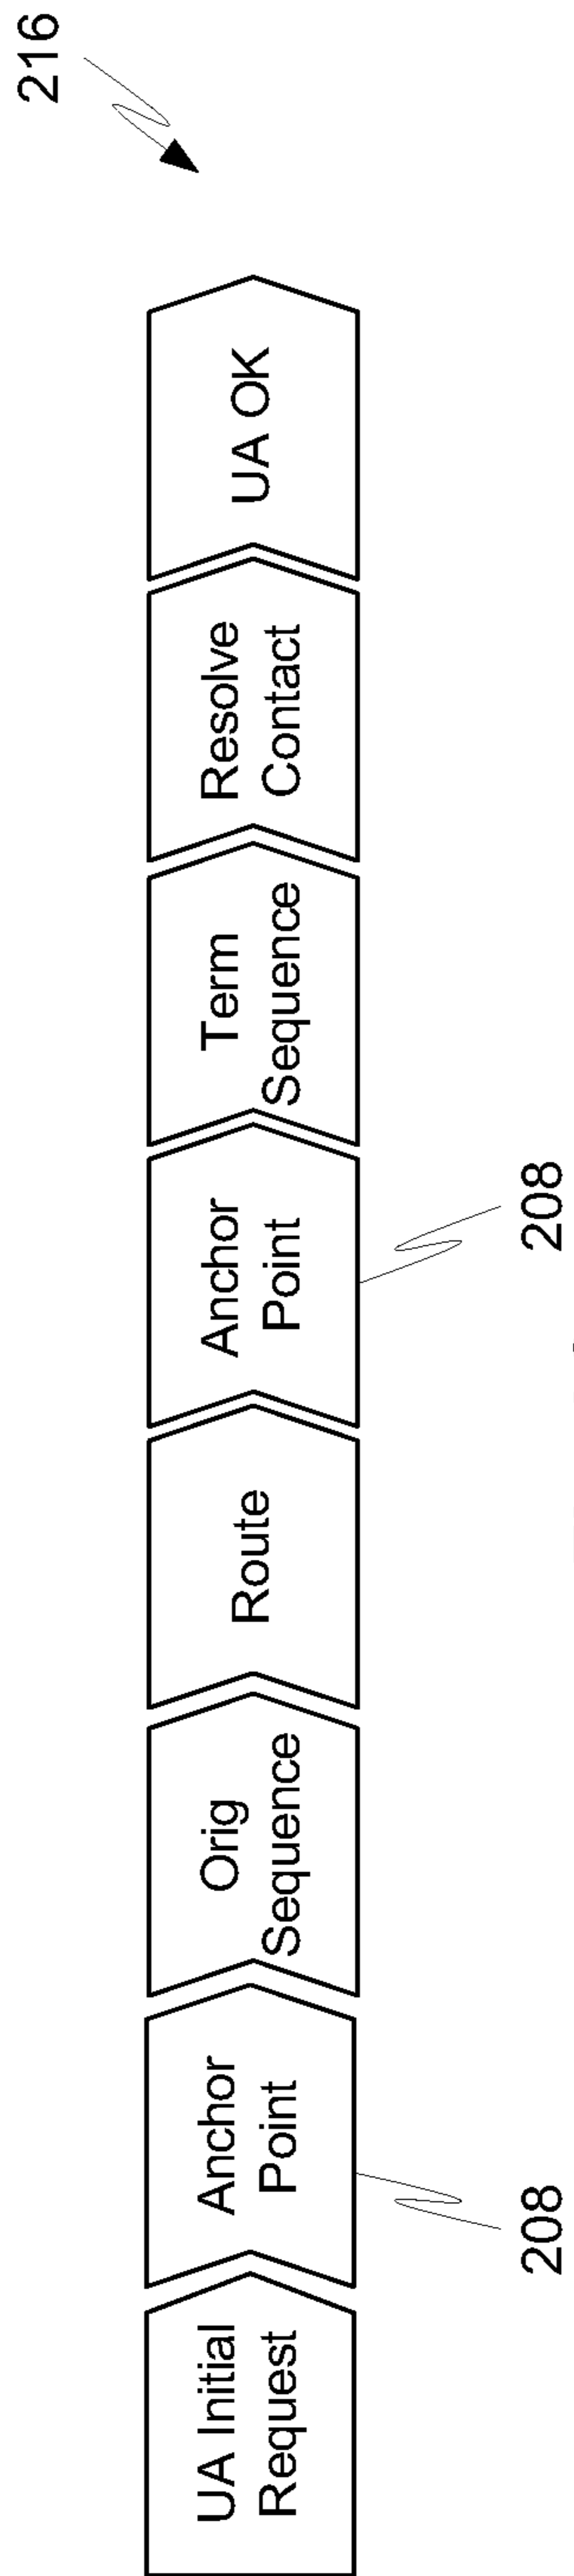 216
UA Initial
Request
Anchor
Point
Orig
Sequence
Route
Anchor
Point
Term
Sequence
Resolve
Contact
UA OK
208
208